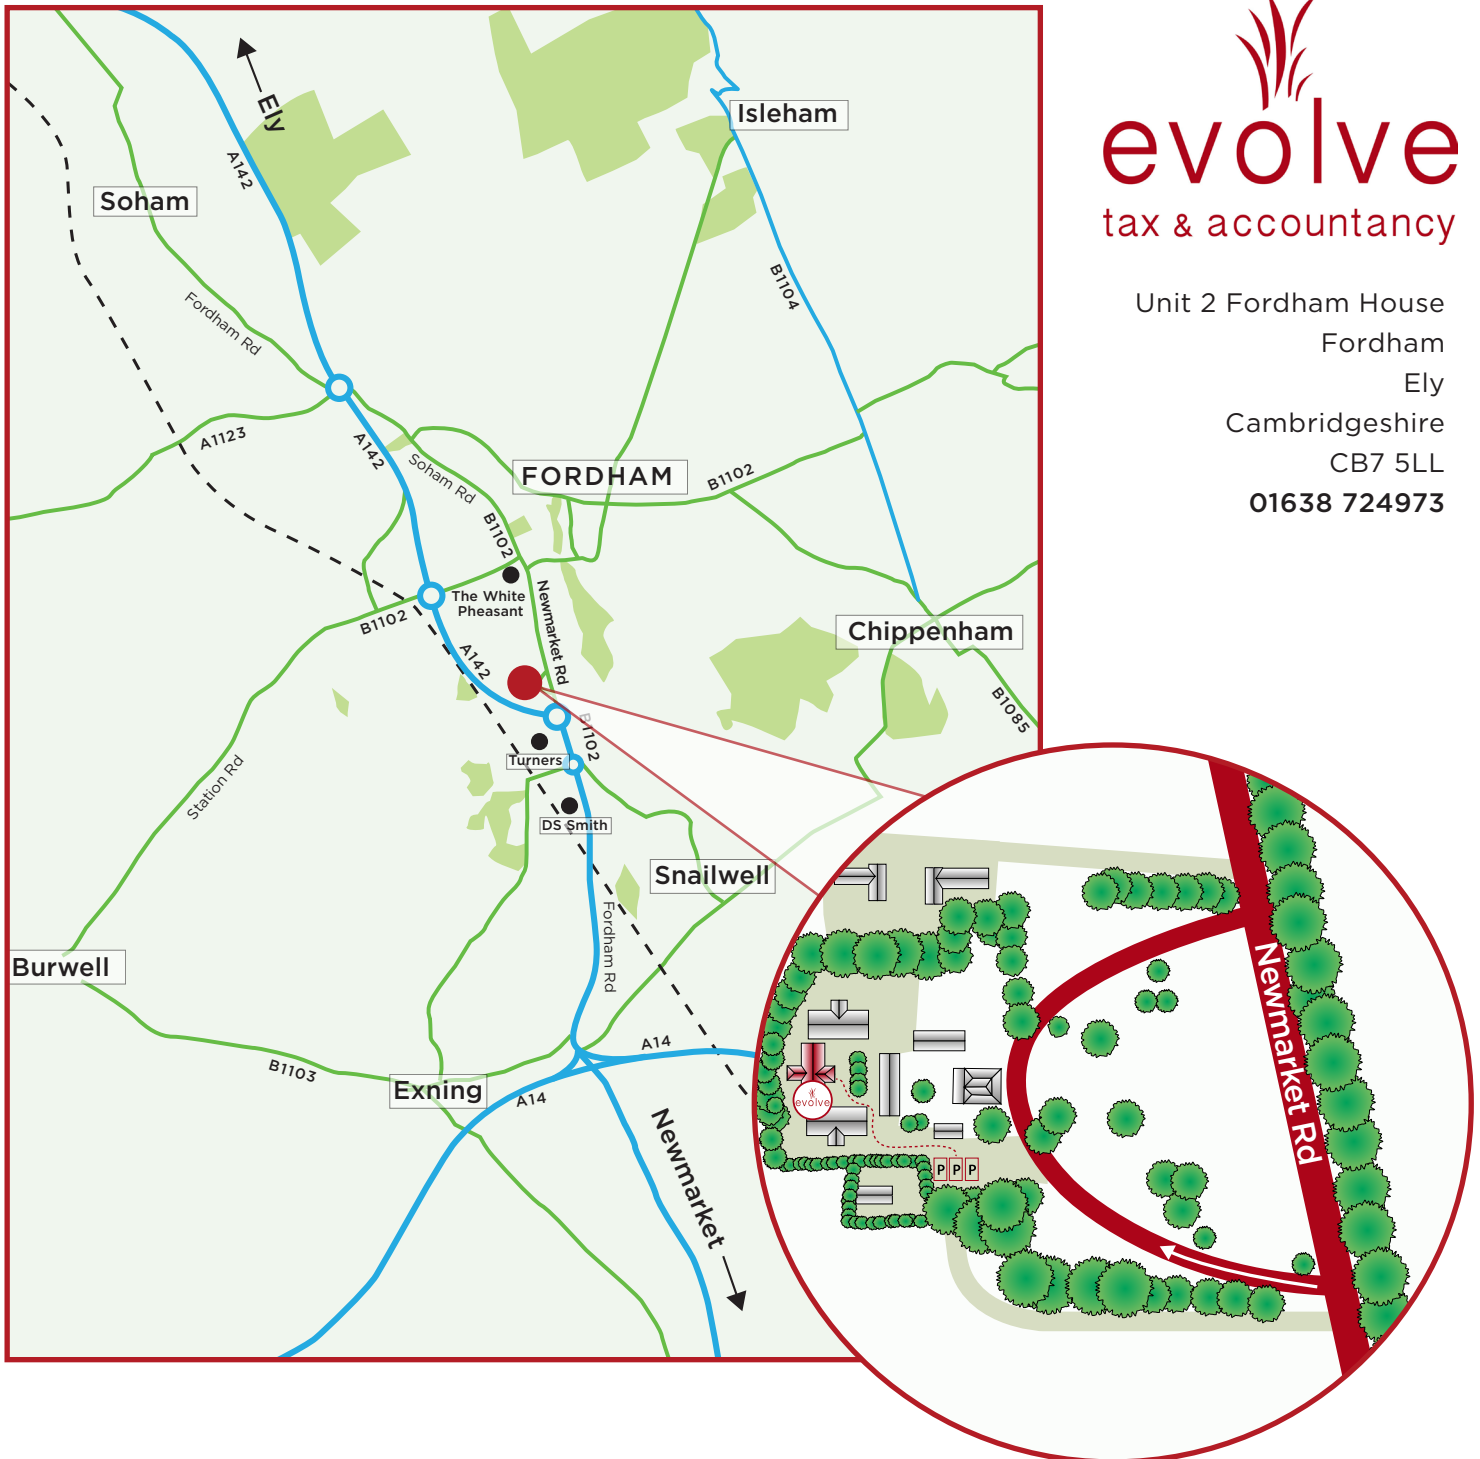 Ely
A142
Soham
Fordham Rd
Isleham
B1104
A1123
A142
Soham Rd
FORDHAM
B1102
B1102
The White
Pheasant
Newmarket Rd
B1102
A142
Chippenham
B1085
B1102
Turners
DS Smith
Station Rd
Snailwell
Fordham Rd
Burwell
B1103
Exning
A14
A14
Newmarket
evolve
tax & accountancy
Unit 2 Fordham House
Fordham
Ely
Cambridgeshire
CB7 5LL
01638 724973
Newmarket Rd
evolve
P P P